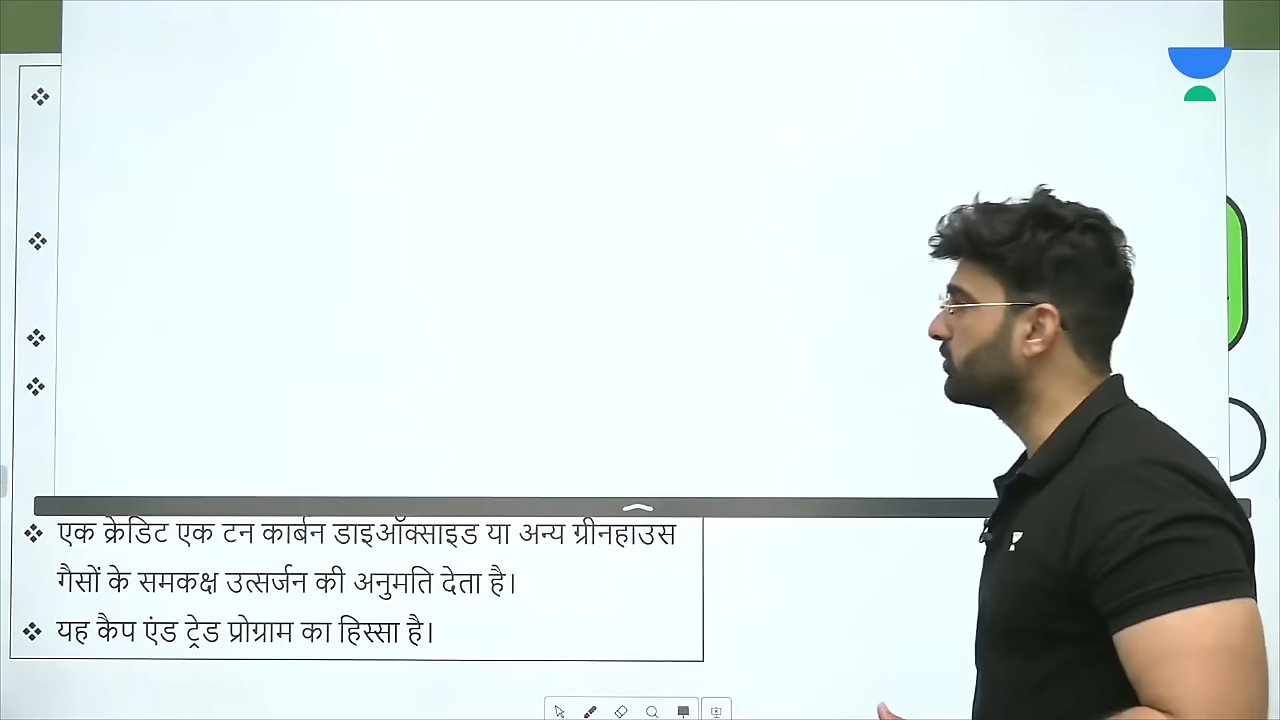 एक क्रेडिट एक टन कार्बन डाइऑक्साइड या अन्य ग्रीनहाउस
गैसों के समकक्ष उत्सर्जन की अनुमति देता है।
यह कैप एंड ट्रेड प्रोग्राम का हिस्सा है।